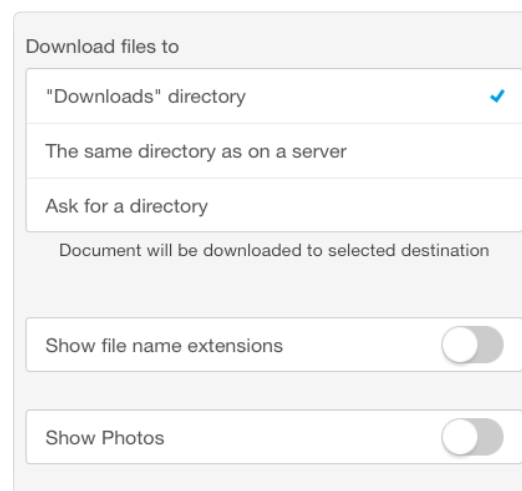 Download files to
"Downloads" directory
The same directory as on a server
Ask for a directory
Document will be downloaded to selected destination
Show file name extensions
Show Photos